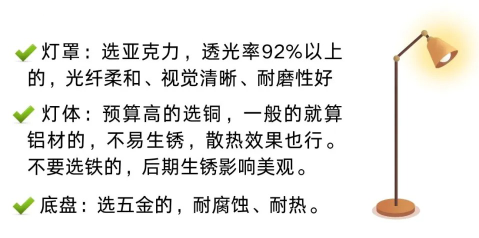 灯罩：选亚克力，透光率92%以上
的，光纤柔和、视觉清晰、耐磨性好
灯体：预算高的选铜，一般的就算
铝材的，不易生锈，散热效果也行。
不要选铁的，后期生锈影响美观。
底盘：选五金的，耐腐蚀、耐热。